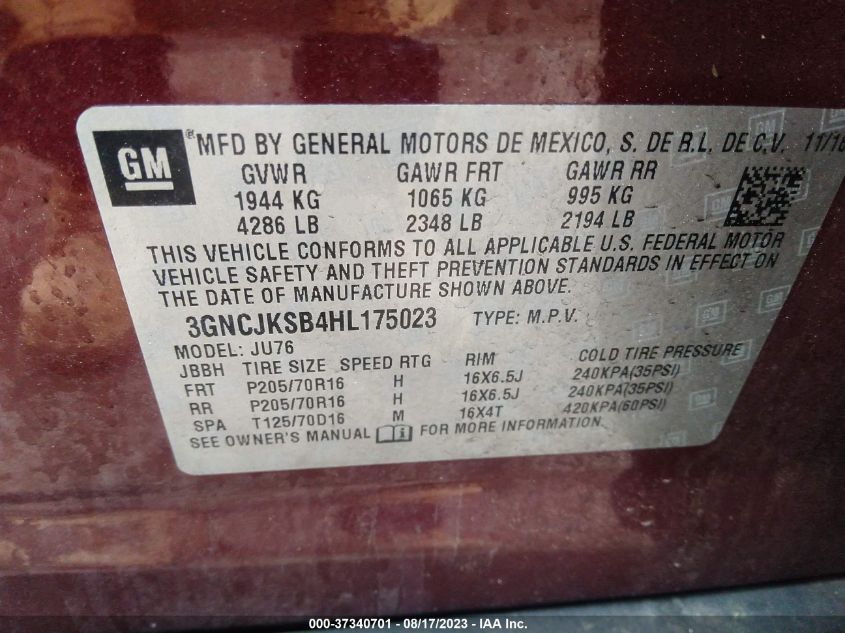 GM ® MFD BY GENERAL MOTORS DE MEXICO, S. DE R.L. DE C.V. 11/16
GVWR GAWR FRT GAWR RR
1944 KG 1065 KG 995 KG
4286 LB 2348 LB 2194 LB
THIS VEHICLE CONFORMS TO ALL APPLICABLE U.S. FEDERAL MOTOR
VEHICLE SAFETY AND THEFT PREVENTION STANDARDS IN EFFECT ON
THE DATE OF MANUFACTURE SHOWN ABOVE.
3GNCJKSB4HL175023 TYPE: M.P.V.
MODEL: JU76
JBBH TIRE SIZE SPEED RTG RIM COLD TIRE PRESSURE
FRT P205/70R16 H 16X6.5J 240KPA(35PSI)
RR P205/70R16 H 16X6.5J 240KPA(35PSI)
SPA T125/70D16 M 16X4T 420KPA(60PSI)
SEE OWNER'S MANUAL FOR MORE INFORMATION.
000-37340701 - 08/17/2023 - IAA Inc.